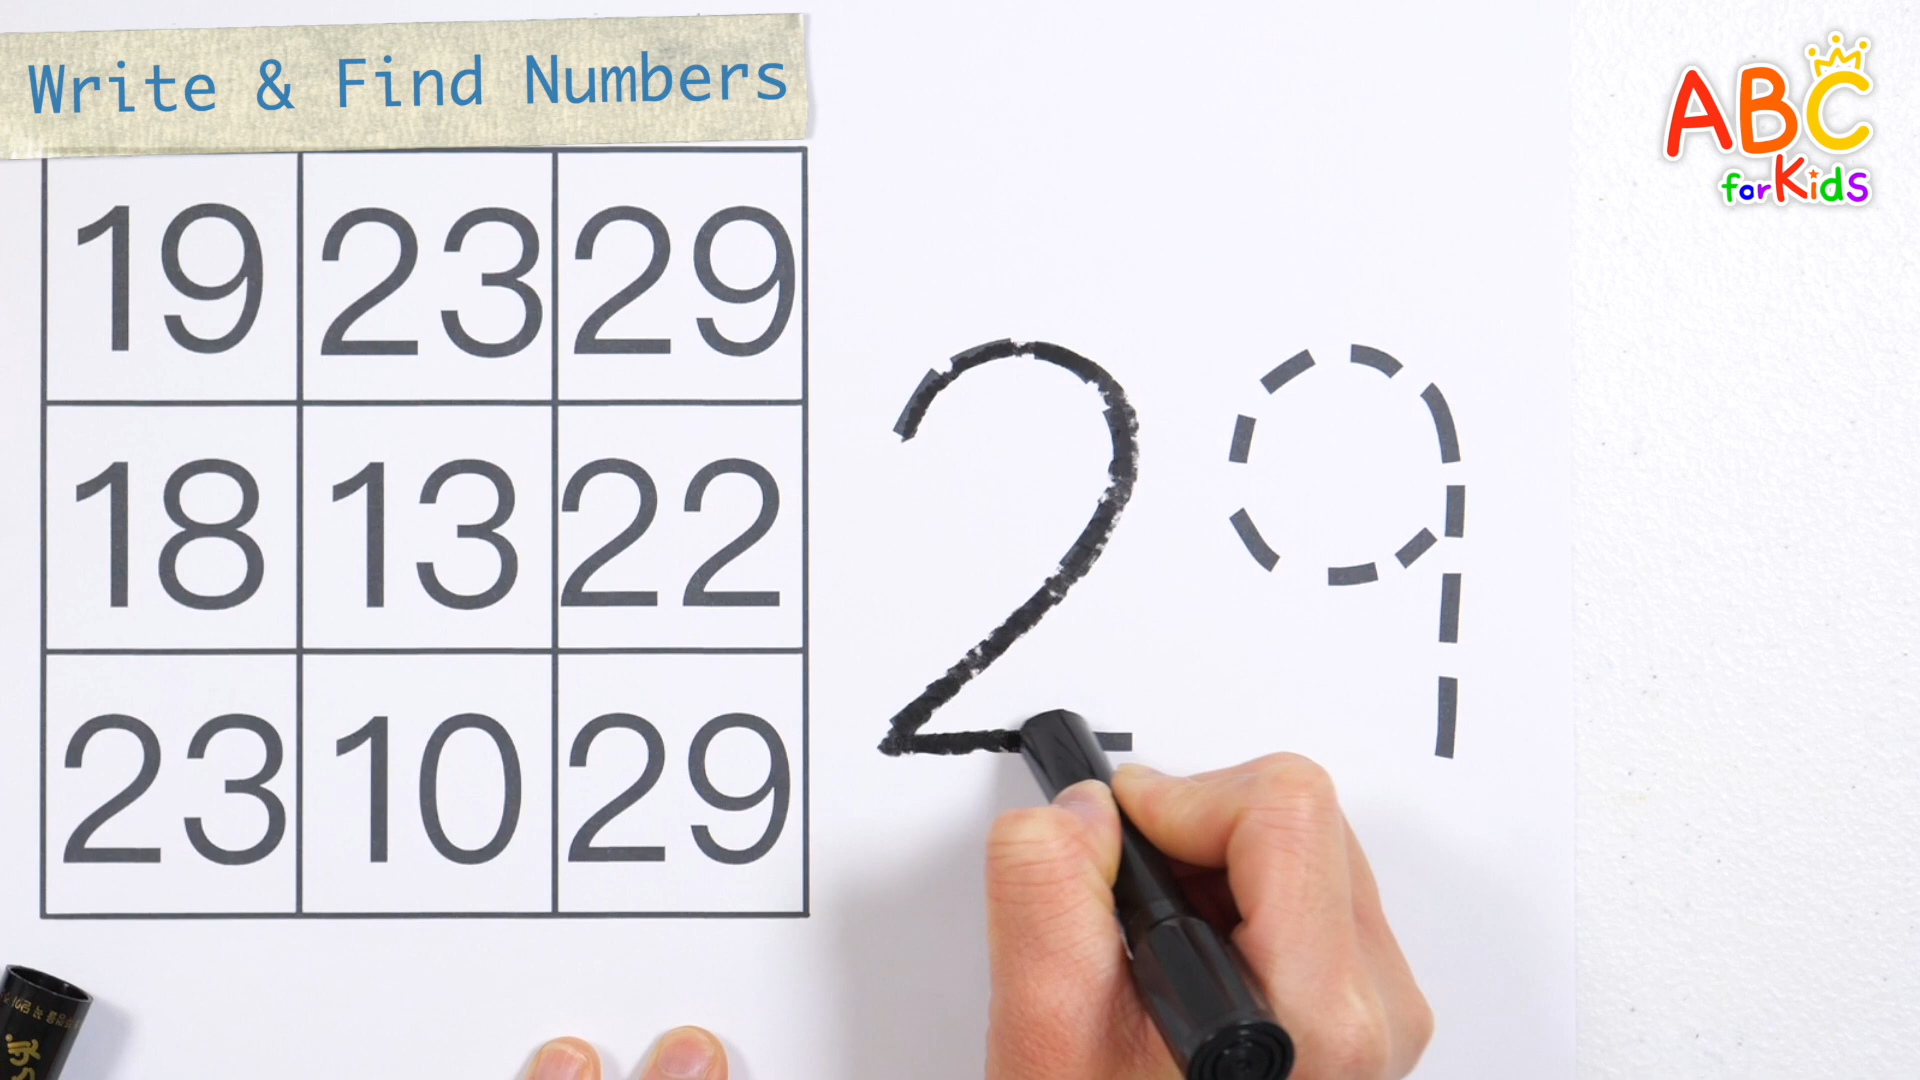 Write & Find Numbers
ABC
for Kids
19 23 29
18 13 22
23 10 29
29